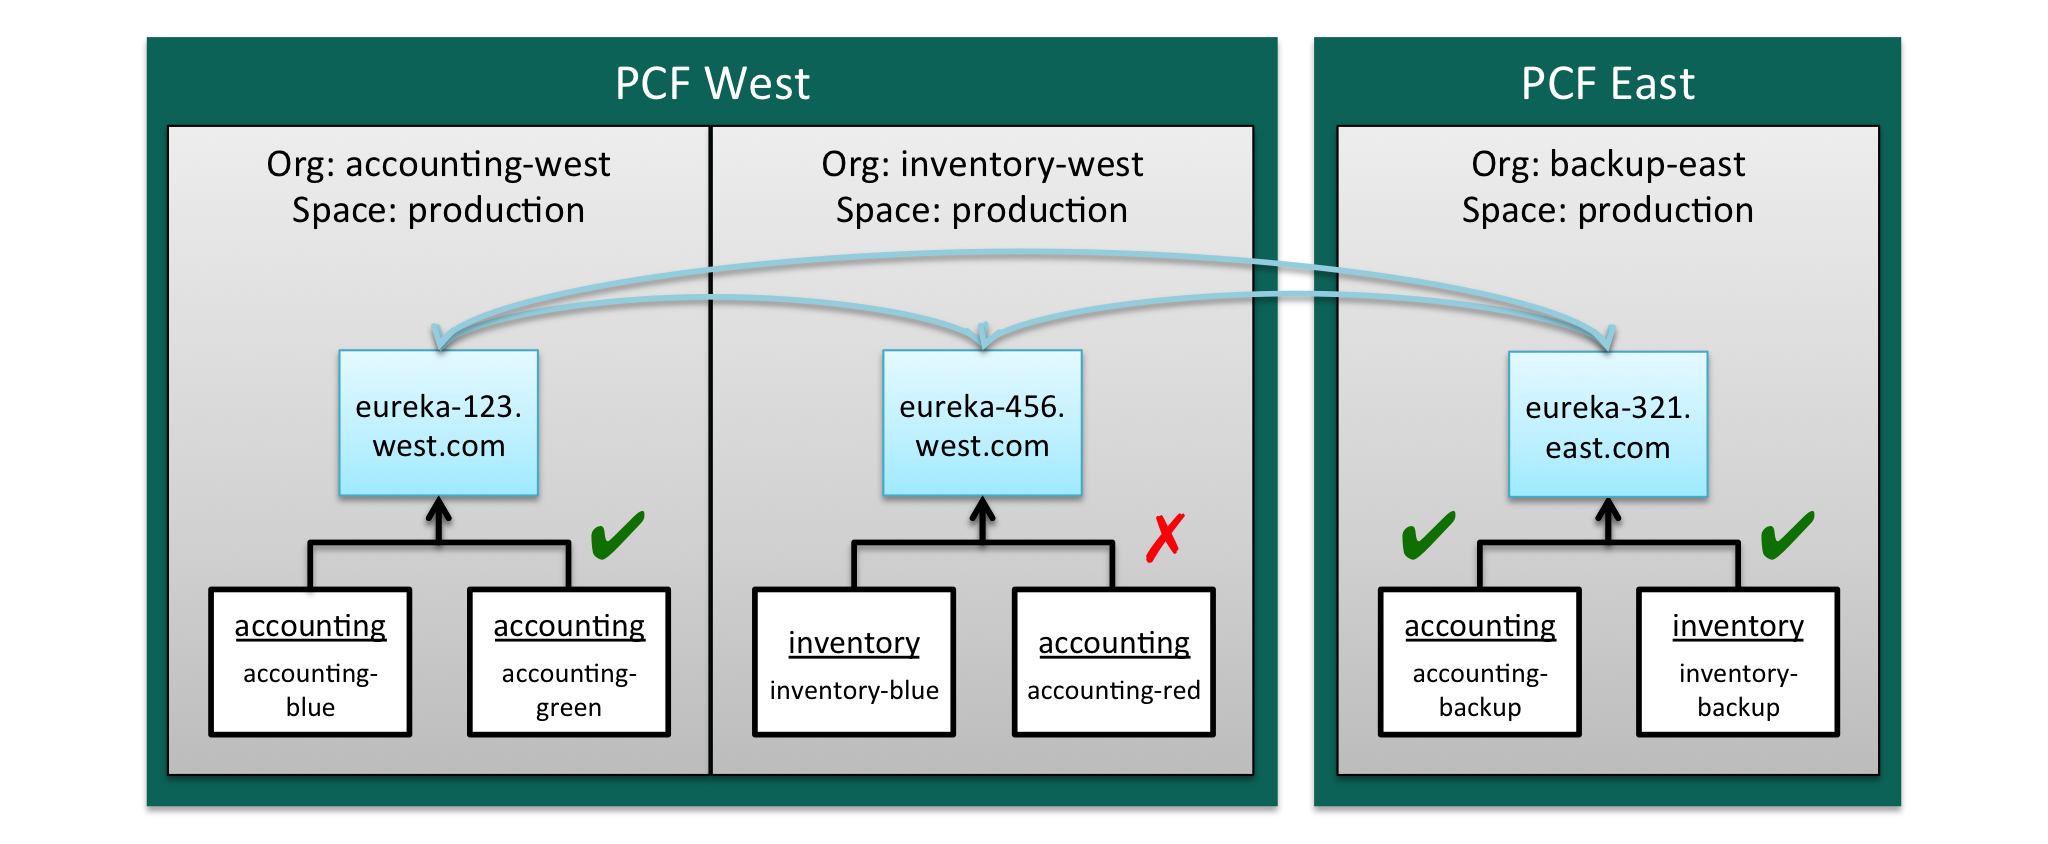 PCF West
Org: accounting-west
Space: production
eureka-123.
west.com
accounting
accounting-
blue
accounting
accounting-
green
Org: inventory-west
Space: production
eureka-456.
west.com
inventory
inventory-blue
accounting
accounting-red
PCF East
Org: backup-east
Space: production
eureka-321.
east.com
accounting
accounting-
backup
inventory
inventory-
backup